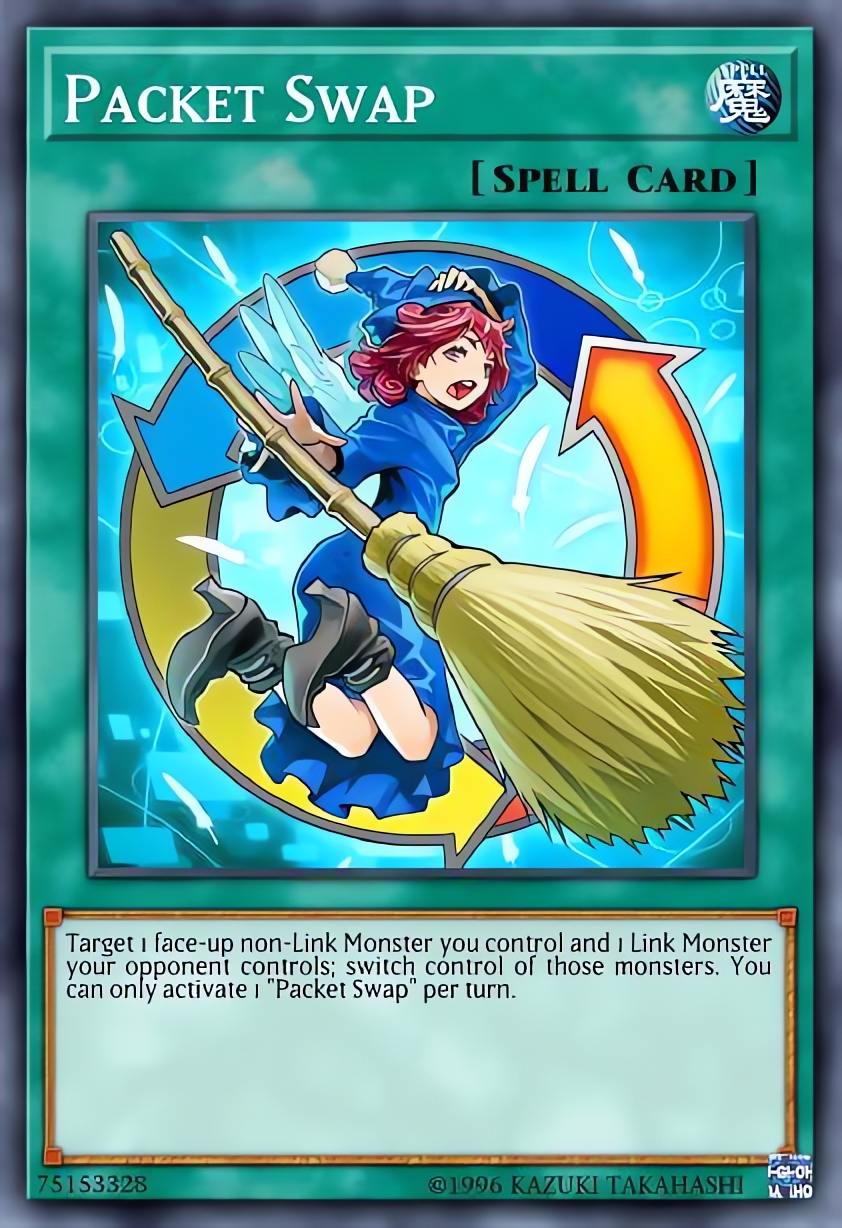 Packet Swap
魔
[Spell Card]
Target 1 face-up non-Link Monster you control and 1 Link Monster
your opponent controls; switch control of those monsters. You
can only activate 1 "Packet Swap" per turn.
75153328
©1996 KAZUKI TAKAHASHI